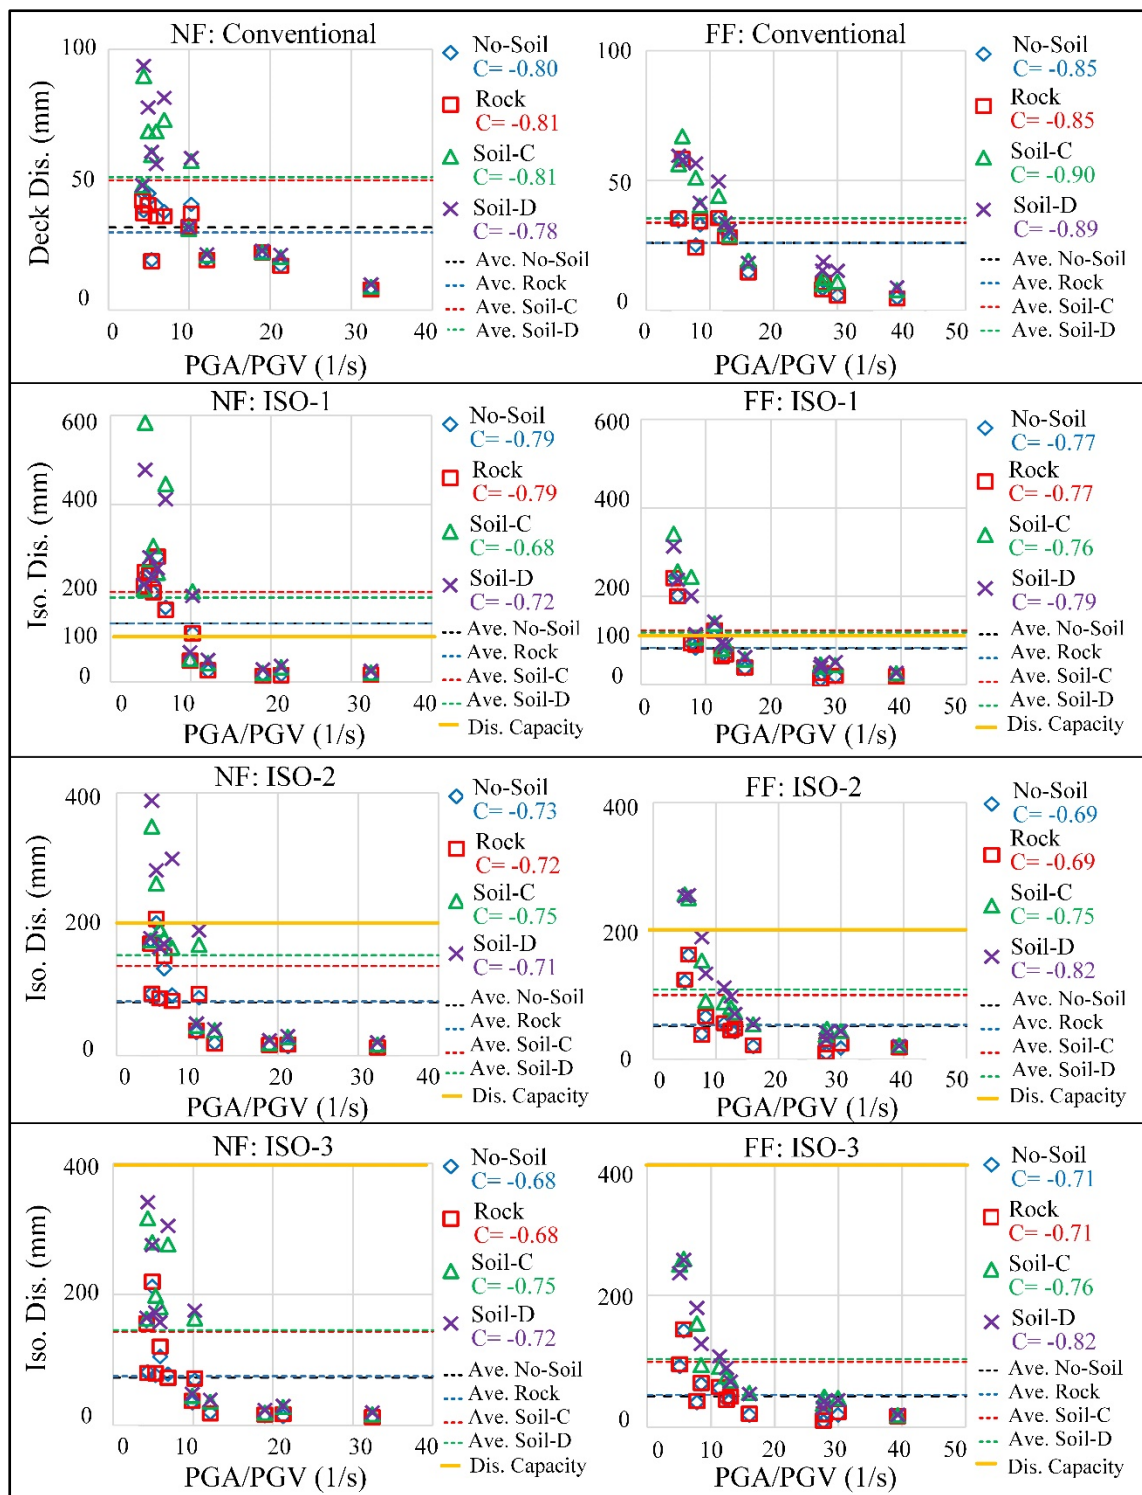 NF: Conventional
Deck Dis. (mm)
100
50
0
0 10 20 30 40
PGA/PGV (1/s)
No-Soil
C= -0.80
Rock
C= -0.81
Soil-C
C= -0.81
Soil-D
C= -0.78
Ave. No-Soil
Ave. Rock
Ave. Soil-C
Ave. Soil-D
FF: Conventional
100
50
0
0 10 20 30 40 50
PGA/PGV (1/s)
No-Soil
C= -0.85
Rock
C= -0.85
Soil-C
C= -0.90
Soil-D
C= -0.89
Ave. No-Soil
Ave. Rock
Ave. Soil-C
Ave. Soil-D
NF: ISO-1
Iso. Dis. (mm)
600
400
200
100
0
0 10 20 30 40
PGA/PGV (1/s)
No-Soil
C= -0.79
Rock
C= -0.79
Soil-C
C= -0.68
Soil-D
C= -0.72
Ave. No-Soil
Ave. Rock
Ave. Soil-C
Ave. Soil-D
Dis. Capacity
FF: ISO-1
600
400
200
100
0
0 10 20 30 40 50
PGA/PGV (1/s)
No-Soil
C= -0.77
Rock
C= -0.77
Soil-C
C= -0.76
Soil-D
C= -0.79
Ave. No-Soil
Ave. Rock
Ave. Soil-C
Ave. Soil-D
Dis. Capacity
NF: ISO-2
Iso. Dis. (mm)
400
200
0
0 10 20 30 40
PGA/PGV (1/s)
No-Soil
C= -0.73
Rock
C= -0.72
Soil-C
C= -0.75
Soil-D
C= -0.71
Ave. No-Soil
Ave. Rock
Ave. Soil-C
Ave. Soil-D
Dis. Capacity
FF: ISO-2
400
200
0
0 10 20 30 40 50
PGA/PGV (1/s)
No-Soil
C= -0.69
Rock
C= -0.69
Soil-C
C= -0.75
Soil-D
C= -0.82
Ave. No-Soil
Ave. Rock
Ave. Soil-C
Ave. Soil-D
Dis. Capacity
NF: ISO-3
Iso. Dis. (mm)
400
200
0
0 10 20 30 40
PGA/PGV (1/s)
No-Soil
C= -0.68
Rock
C= -0.68
Soil-C
C= -0.75
Soil-D
C= -0.72
Ave. No-Soil
Ave. Rock
Ave. Soil-C
Ave. Soil-D
Dis. Capacity
FF: ISO-3
400
200
0
0 10 20 30 40 50
PGA/PGV (1/s)
No-Soil
C= -0.71
Rock
C= -0.71
Soil-C
C= -0.76
Soil-D
C= -0.82
Ave. No-Soil
Ave. Rock
Ave. Soil-C
Ave. Soil-D
Dis. Capacity